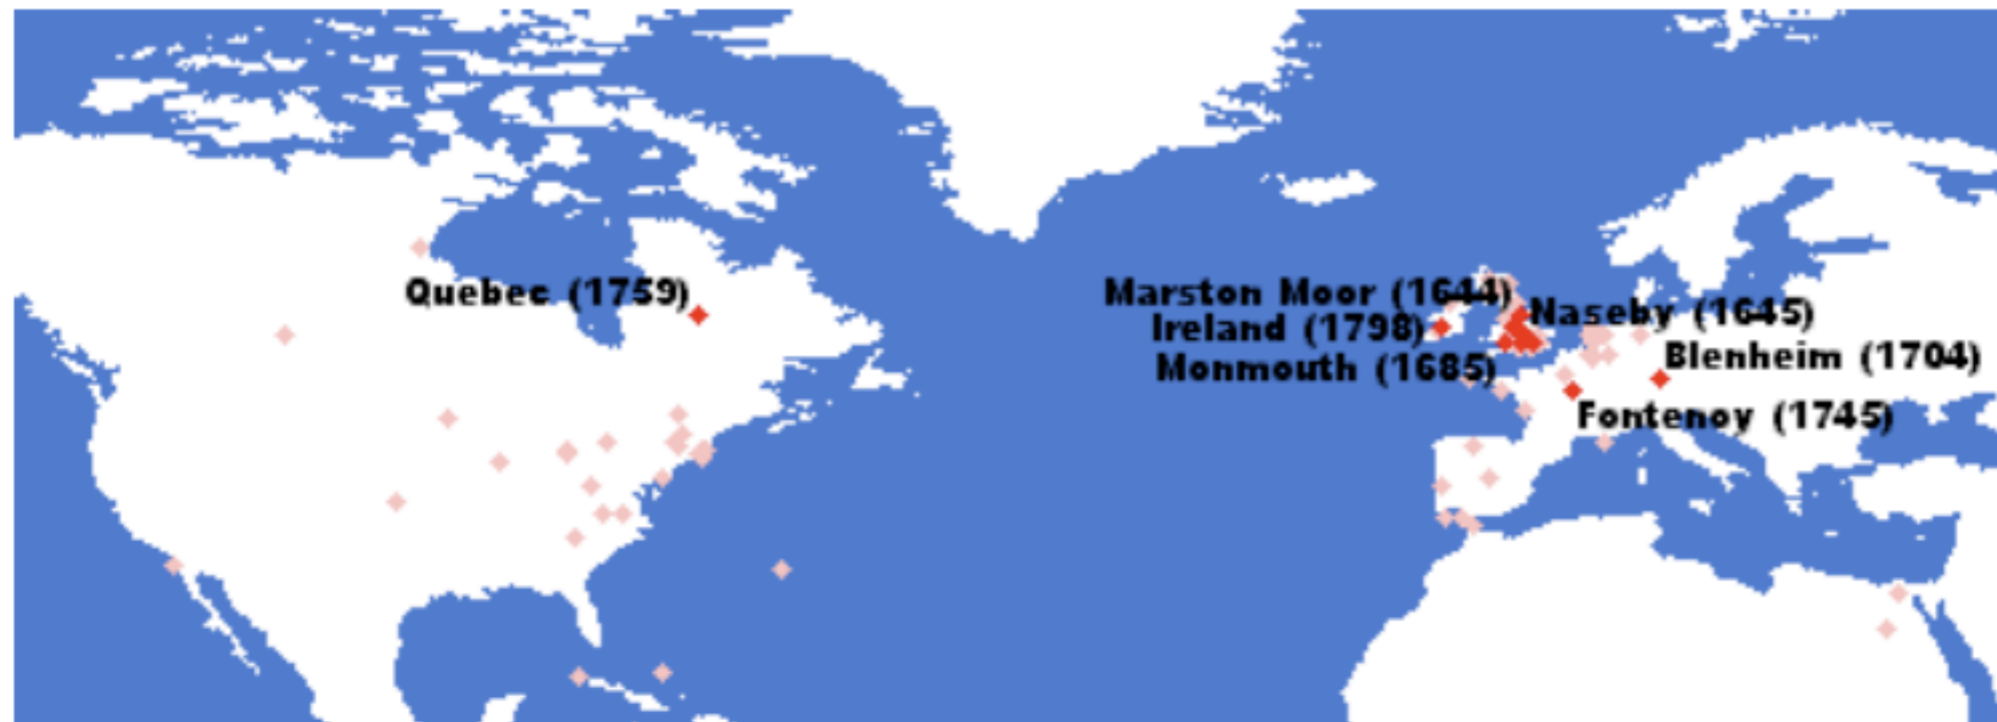 Quebec (1759)
Marston Moor (1644)
Naseby (1645)
Ireland (1798)
Blenheim (1704)
Monmouth (1685)
Fontenoy (1745)